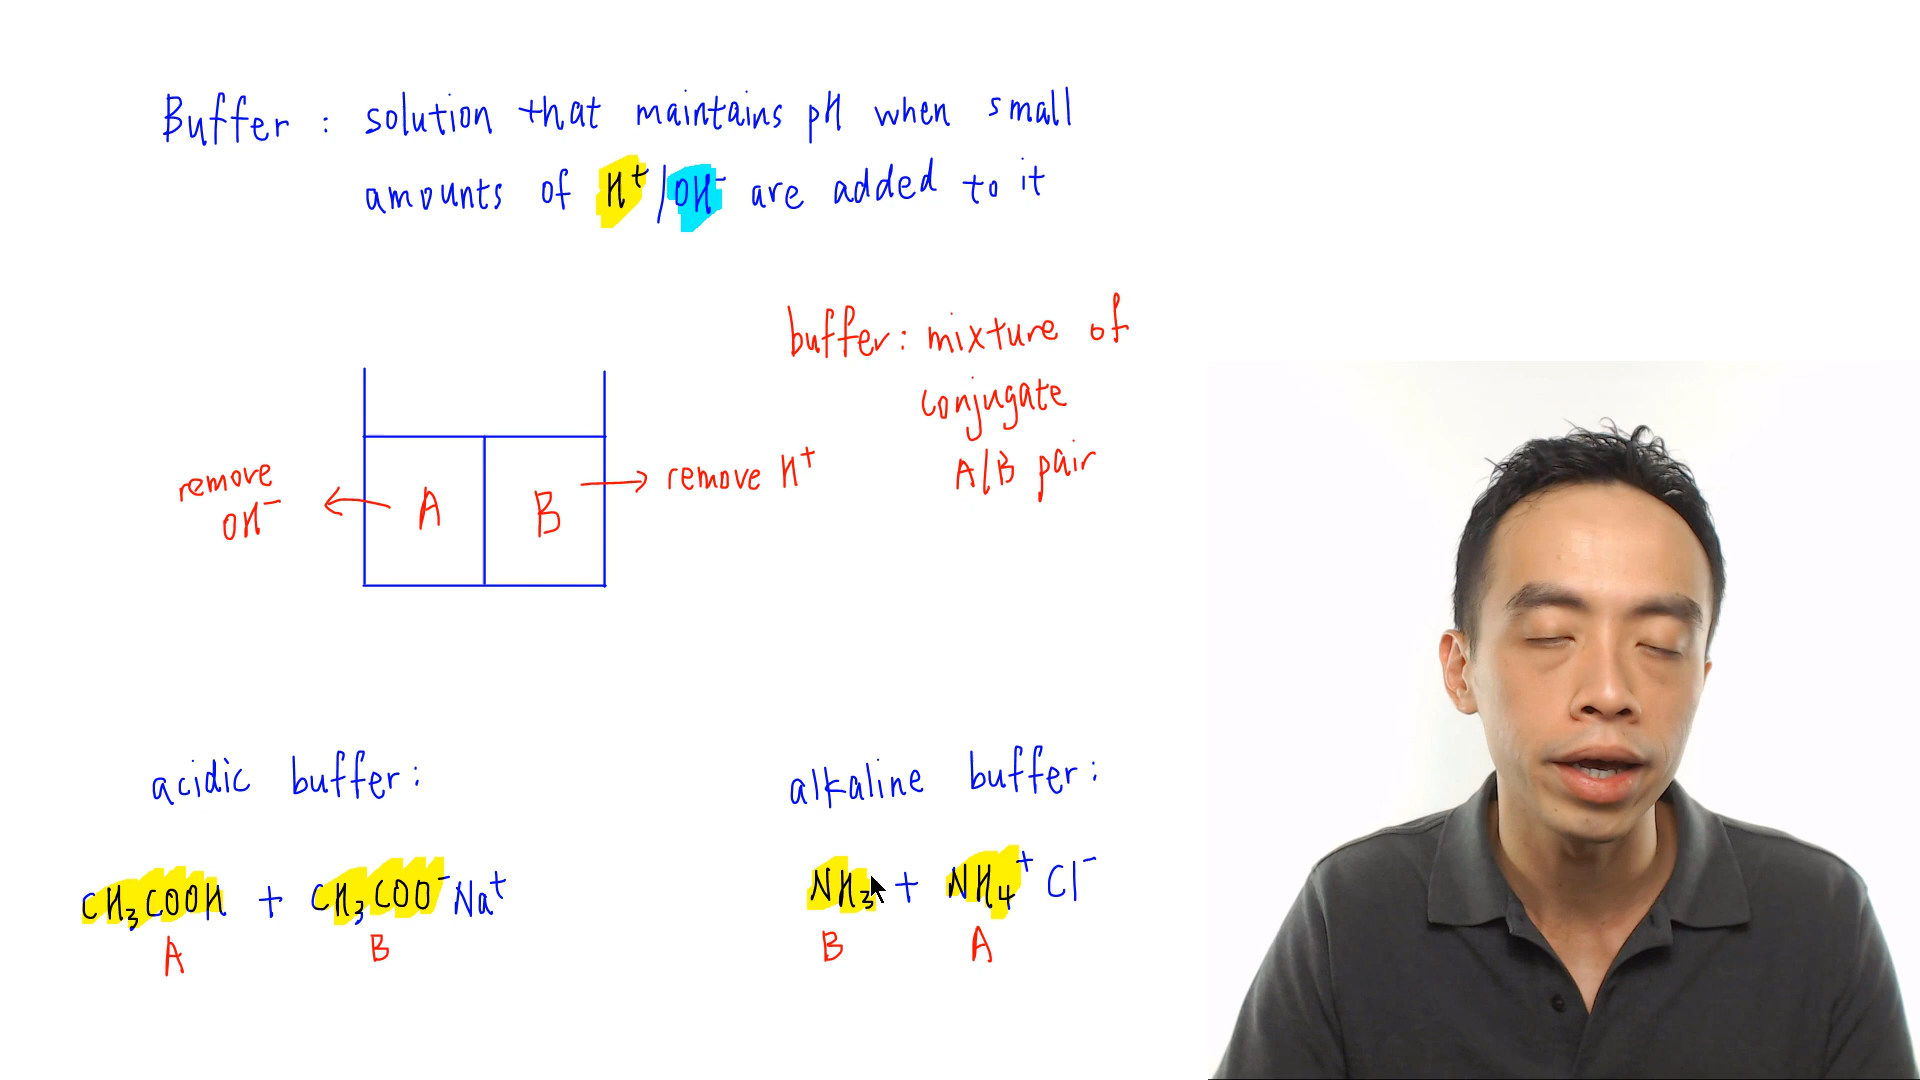 Buffer : solution that maintains pH when small
amounts of H⁺/OH⁻ are added to it
buffer: mixture of
conjugate
A/B pair
remove
OH⁻
A
B
remove H⁺
acidic buffer:
CH₃COOH + CH₃COO⁻Na⁺
A B
alkaline buffer:
NH₃ + NH₄⁺Cl⁻
B A